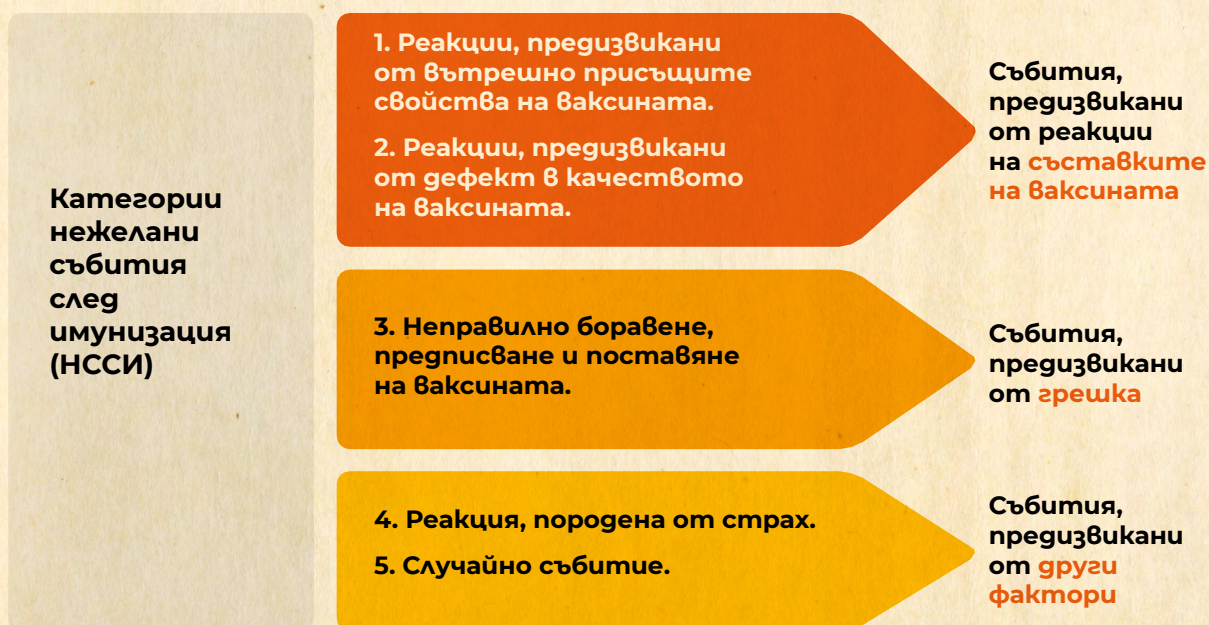 Категории
нежелани
събития
след
имунизация
(НССИ)
1. Реакции, предизвикани
от вътрешно присъщите
свойства на ваксината.
2. Реакции, предизвикани
от дефект в качеството
на ваксината.
Събития,
предизвикани
от реакции
на съставките
на ваксината
3. Неправилно боравене,
предписване и поставяне
на ваксината.
Събития,
предизвикани
от грешка
4. Реакция, породена от страх.
5. Случайно събитие.
Събития,
предизвикани
от други
фактори